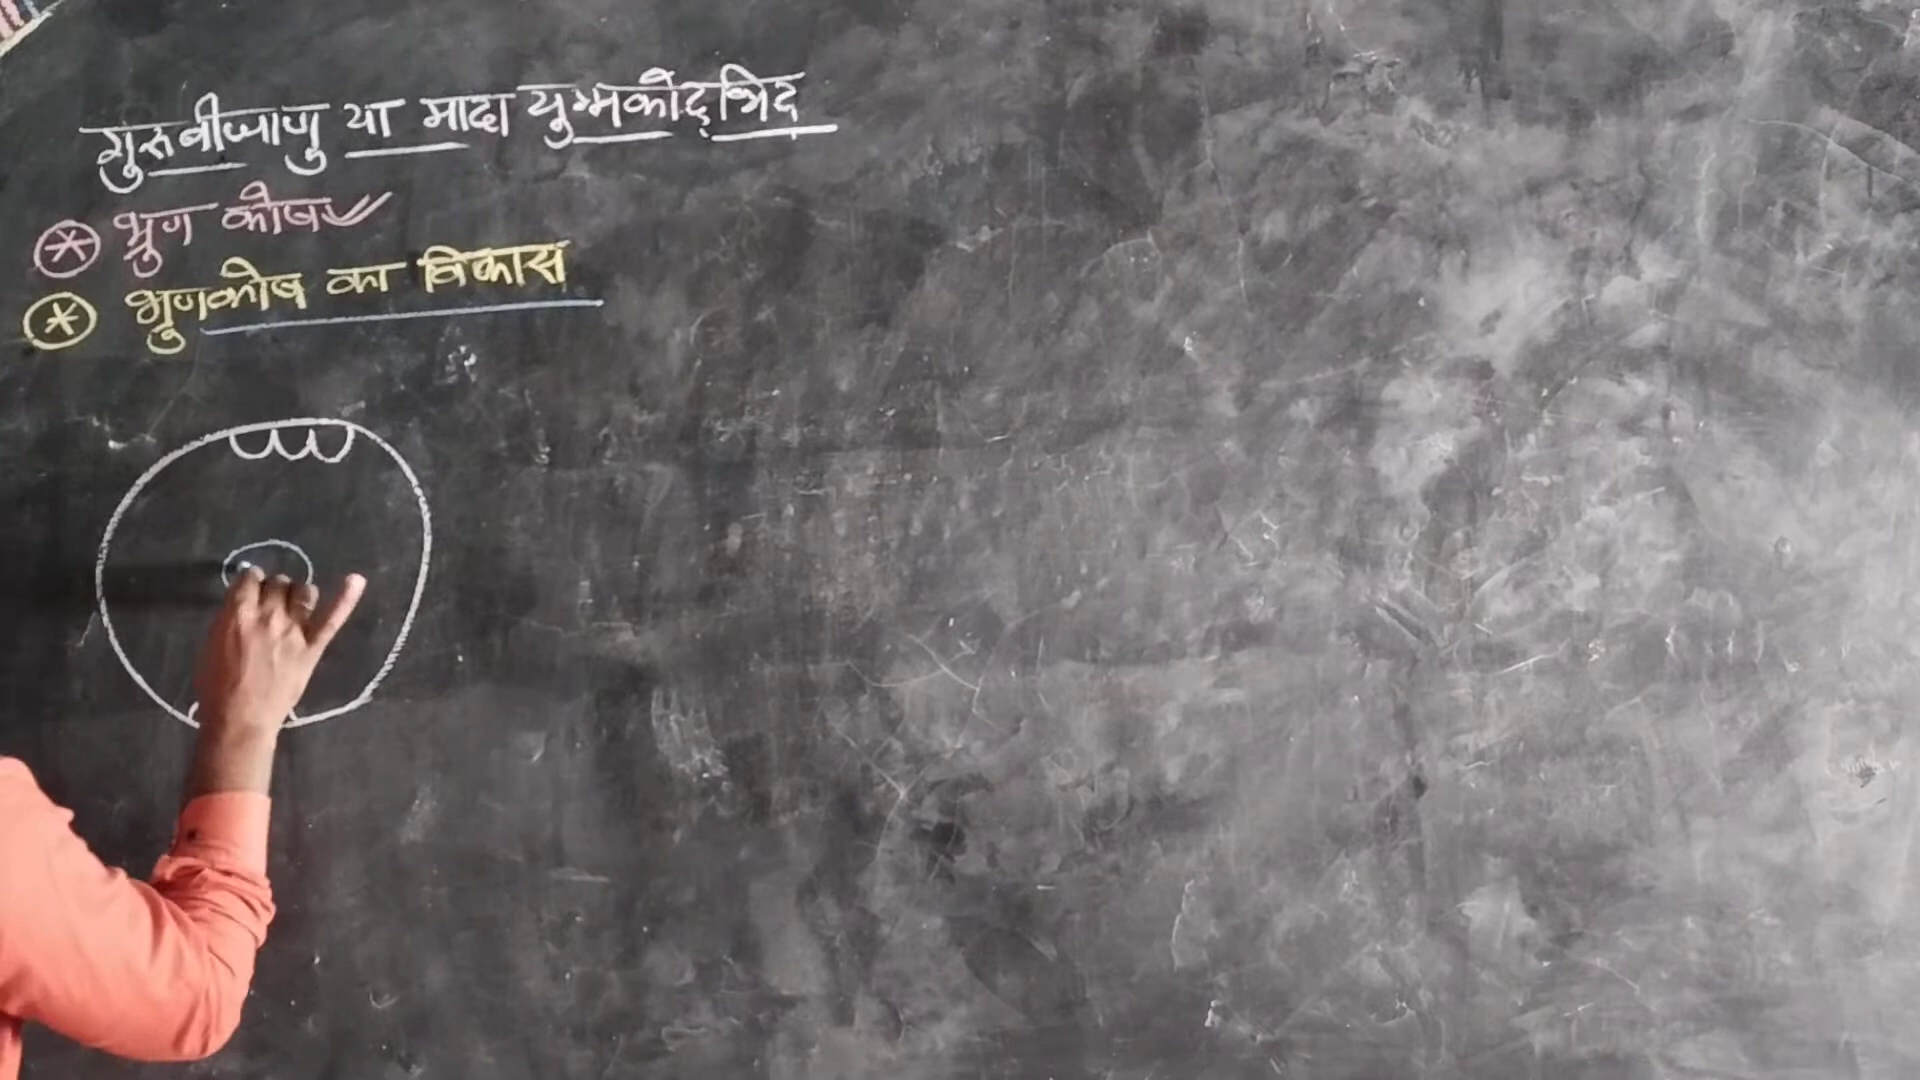 गुरुबीजाणु या मादा युग्मकोद्भिद
* भ्रुण कोष
* भ्रुणकोष का विकास